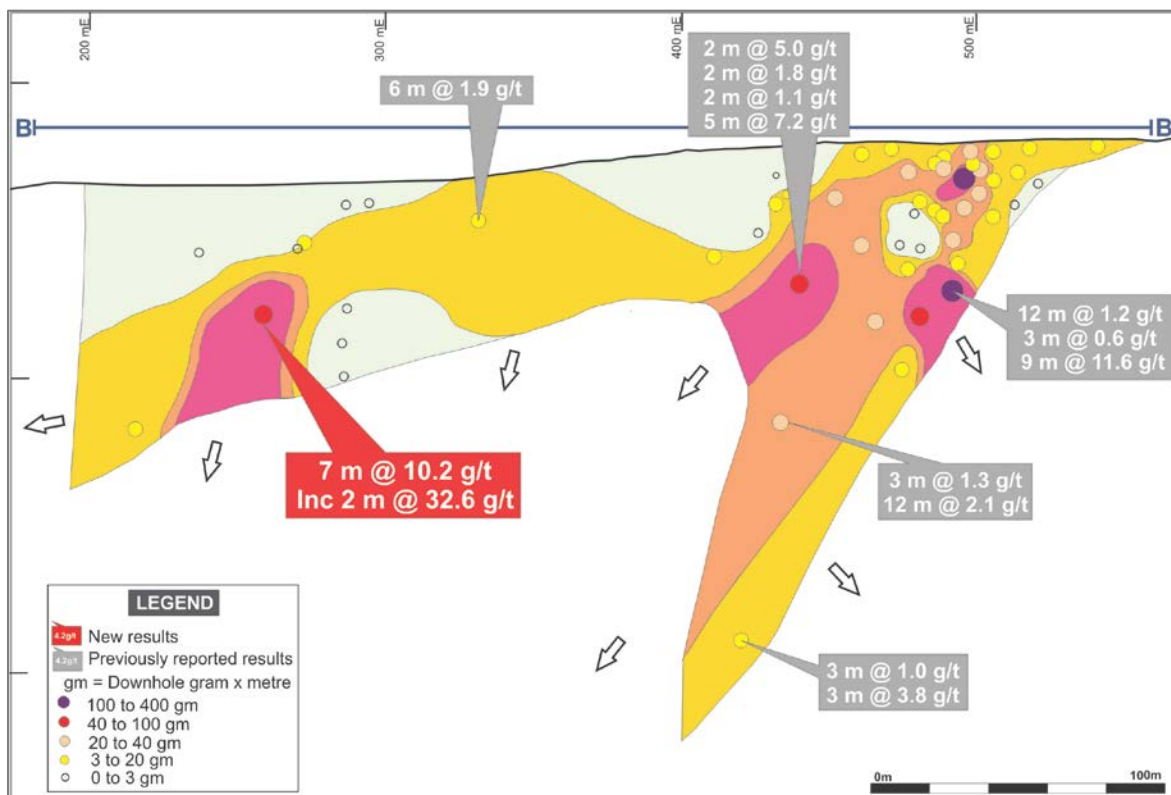 200 mE
300 mE
400 mE
500 mE
B
B
6 m @ 1.9 g/t
2 m @ 5.0 g/t
2 m @ 1.8 g/t
2 m @ 1.1 g/t
5 m @ 7.2 g/t
12 m @ 1.2 g/t
3 m @ 0.6 g/t
9 m @ 11.6 g/t
7 m @ 10.2 g/t
Inc 2 m @ 32.6 g/t
3 m @ 1.3 g/t
12 m @ 2.1 g/t
3 m @ 1.0 g/t
3 m @ 3.8 g/t
LEGEND
4.2g/t New results
4.2g/t Previously reported results
gm = Downhole gram x metre
100 to 400 gm
40 to 100 gm
20 to 40 gm
3 to 20 gm
0 to 3 gm
0m 100m